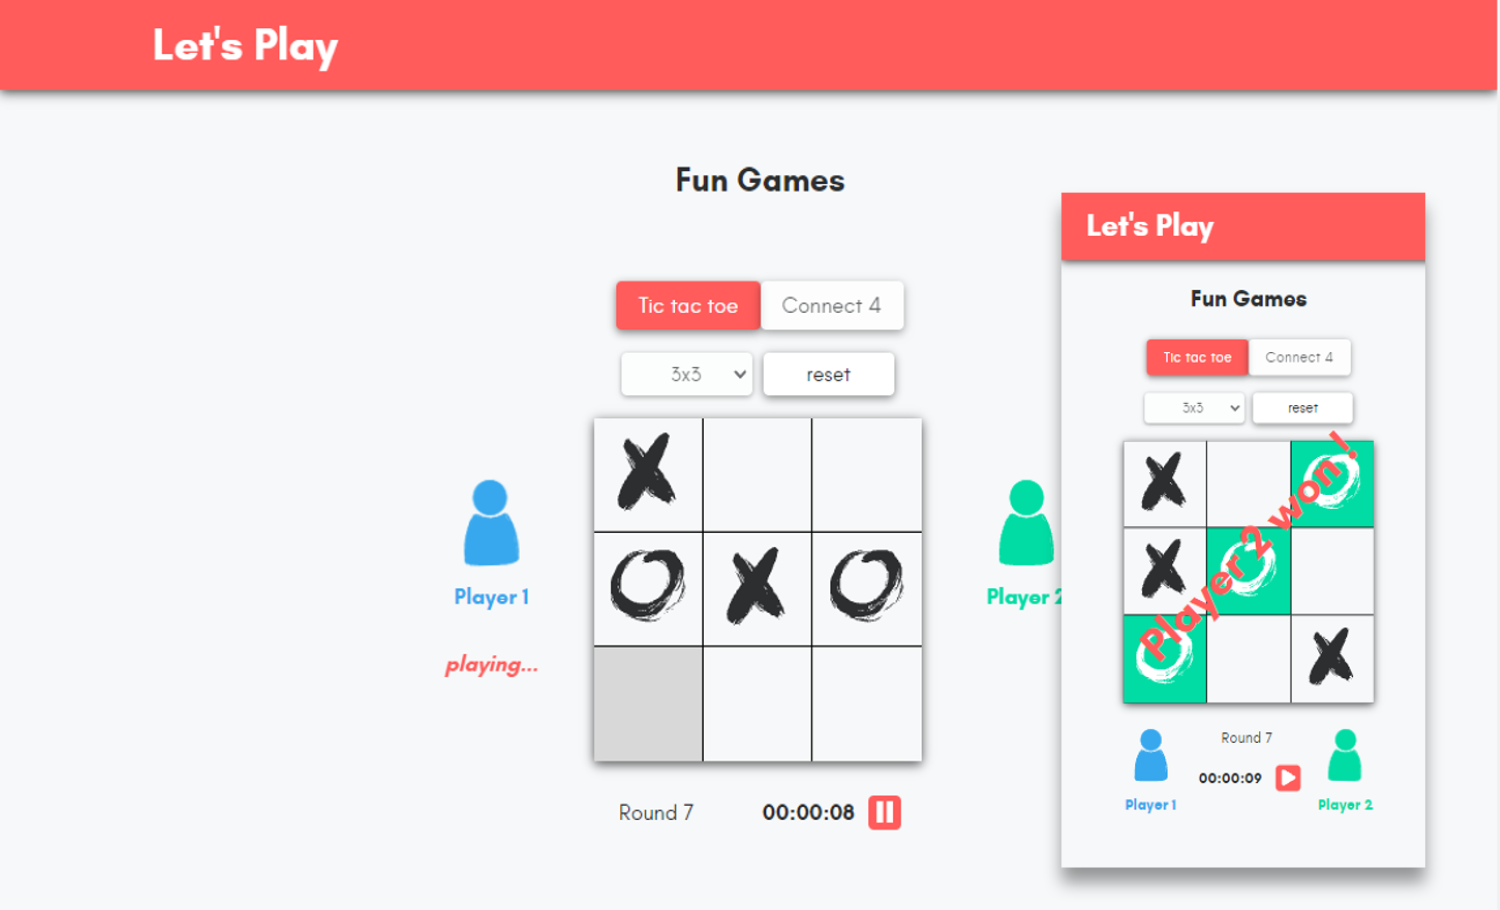 Let's Play
Fun Games
Tic tac toe
Connect 4
3x3
reset
Player 1
playing...
Player 2
Round 7
00:00:08
Let's Play
Fun Games
Tic tac toe
Connect 4
3x3
reset
Player 2 won !
Round 7
00:00:09
Player 1
Player 2